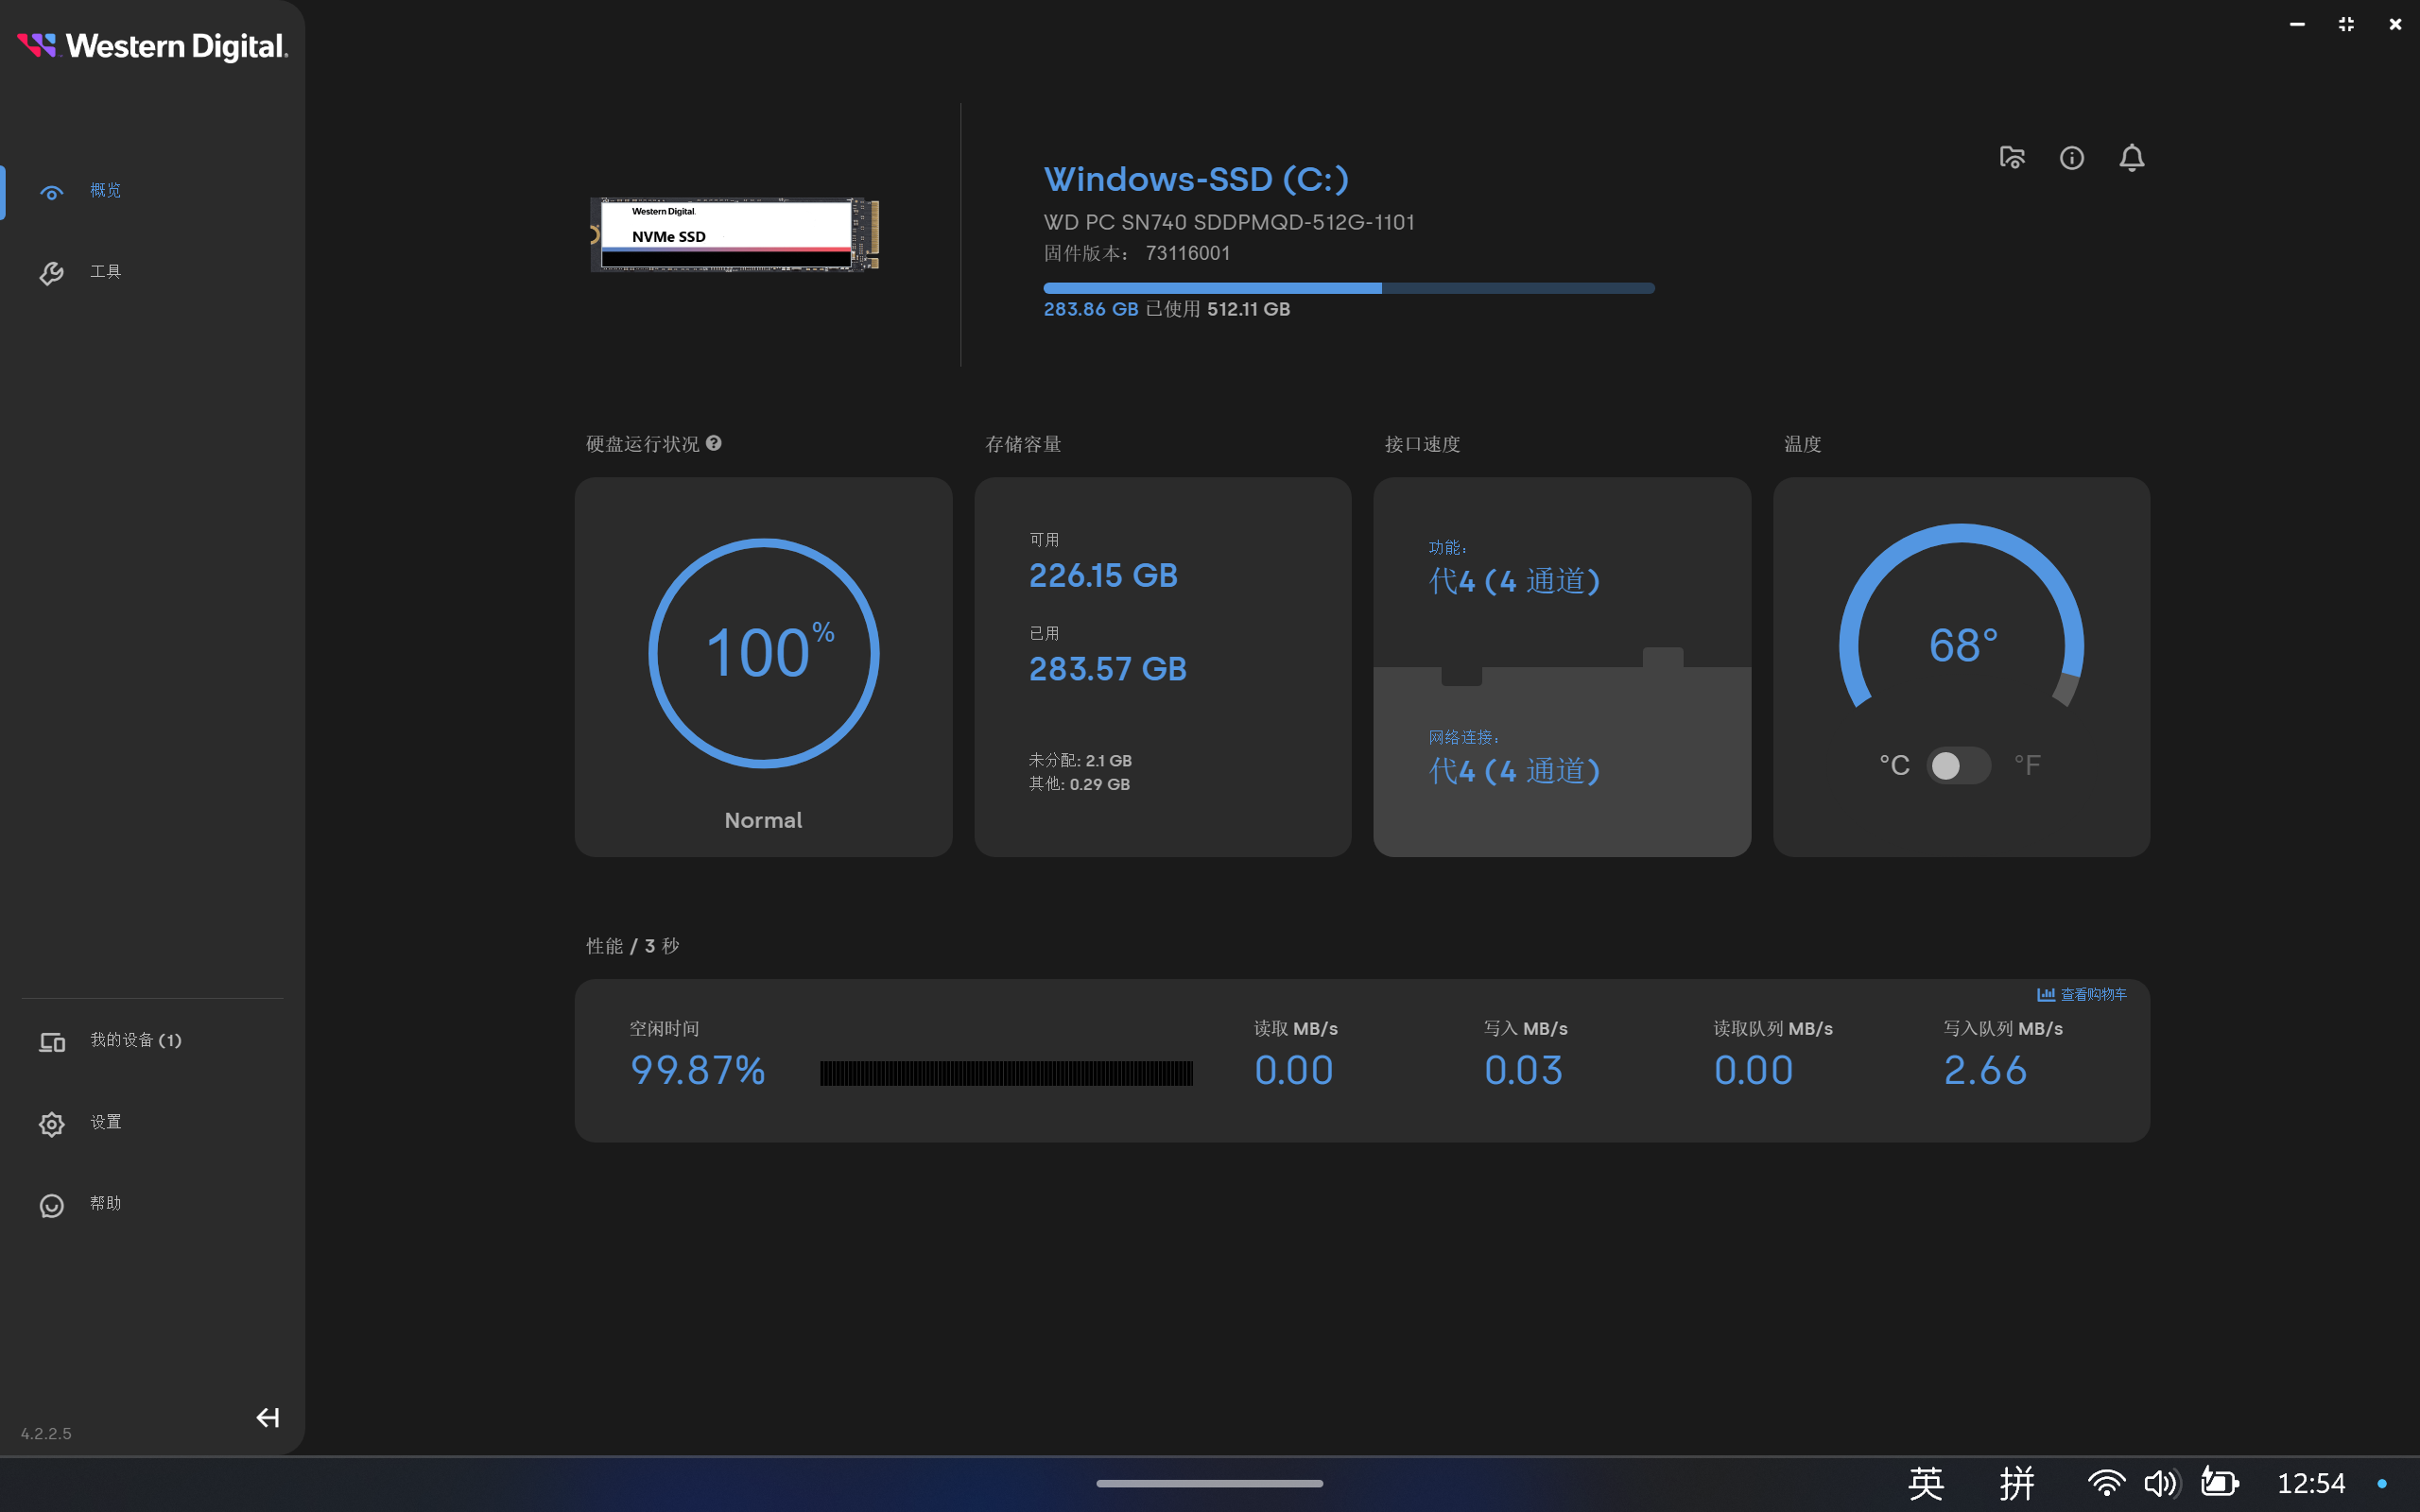 Western Digital.
概览
工具
Western Digital.
NVMe SSD
Windows-SSD (C:)
WD PC SN740 SDDPMQD-512G-1101
固件版本： 73116001
283.86 GB 已使用 512.11 GB
硬盘运行状况
存储容量
接口速度
温度
100%
Normal
可用
226.15 GB
已用
283.57 GB
未分配: 2.1 GB
其他: 0.29 GB
功能：
代4 (4 通道)
网络连接：
代4 (4 通道)
68°
°C °F
性能 / 3 秒
查看购物车
空闲时间
99.87%
读取 MB/s
0.00
写入 MB/s
0.03
读取队列 MB/s
0.00
写入队列 MB/s
2.66
我的设备 (1)
设置
帮助
4.2.2.5
英 拼 12:54